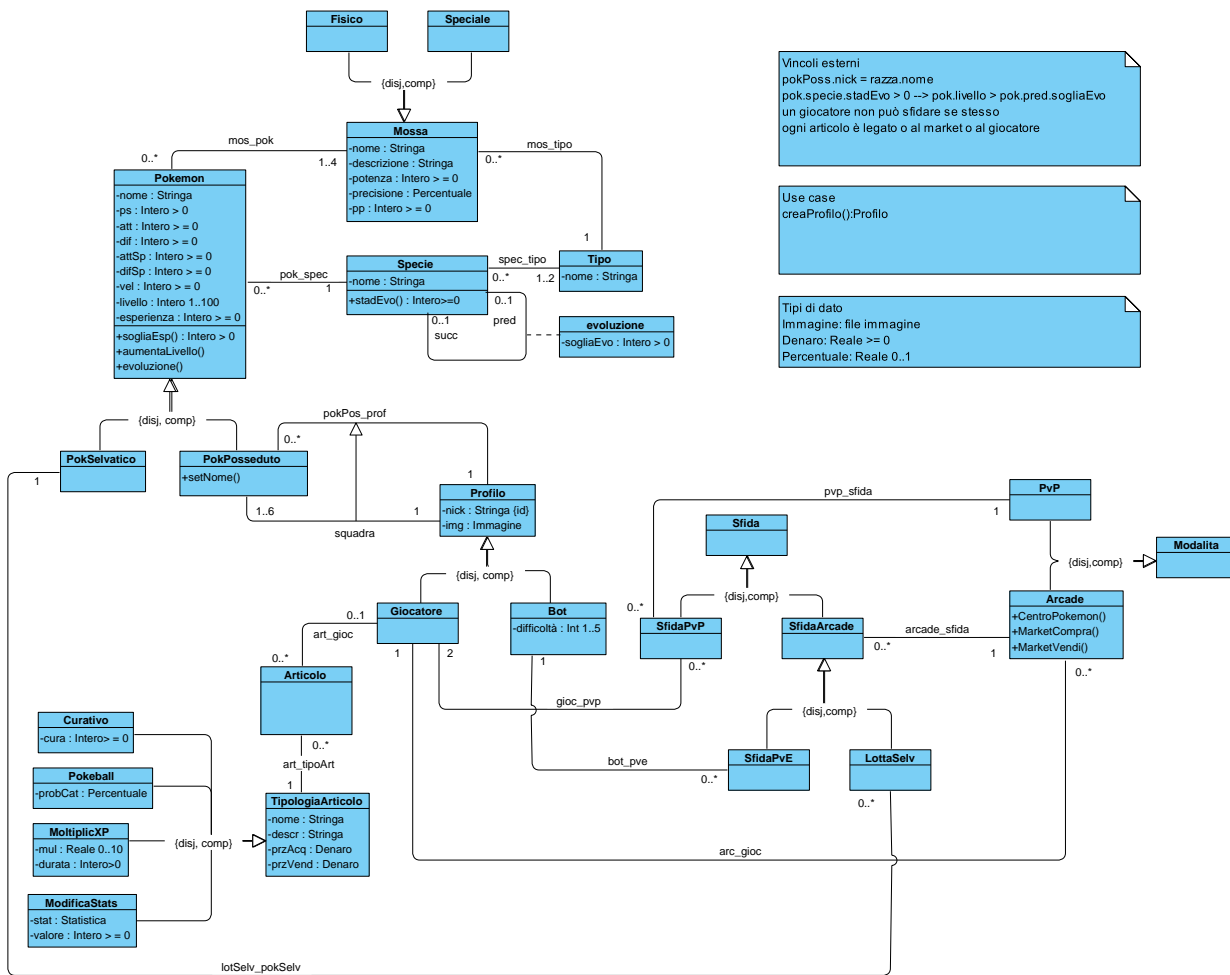 Fisico
Speciale
{disj,comp}
Vincoli esterni
pokPoss.nick = razza.nome
pok.specie.stadEvo > 0 --> pok.livello > pok.pred.sogliaEvo
un giocatore non può sfidare se stesso
ogni articolo è legato o al market o al giocatore
Mossa
-nome : Stringa
-descrizione : Stringa
-potenza : Intero > = 0
-precisione : Percentuale
-pp : Intero > = 0
mos_pok
0..*
1..4
mos_tipo
0..*
1
Pokemon
-nome : Stringa
-ps : Intero > 0
-att : Intero > = 0
-dif : Intero > = 0
-attSp : Intero > = 0
-difSp : Intero > = 0
-vel : Intero > = 0
-livello : Intero 1..100
-esperienza : Intero > = 0
+sogliaEsp() : Intero > 0
+aumentaLivello()
+evoluzione()
Use case
creaProfilo():Profilo
pok_spec
0..*
1
Specie
-nome : Stringa
+stadEvo() : Intero>=0
spec_tipo
0..*
1..2
Tipo
-nome : Stringa
0..1
pred
0..1
succ
evoluzione
-sogliaEvo : Intero > 0
Tipi di dato
Immagine: file immagine
Denaro: Reale >= 0
Percentuale: Reale 0..1
{disj, comp}
pokPos_prof
0..*
1
PokSelvatico
1
PokPosseduto
+setNome()
1..6
1
squadra
Profilo
-nick : Stringa {id}
-img : Immagine
{disj, comp}
pvp_sfida
1
0..*
PvP
Sfida
{disj,comp}
Modalita
{disj,comp}
Giocatore
0..1
art_gioc
0..*
1
2
Bot
-difficoltà : Int 1..5
1
SfidaPvP
0..*
SfidaArcade
arcade_sfida
0..*
1
Arcade
+CentroPokemon()
+MarketCompra()
+MarketVendi()
0..*
Articolo
0..*
art_tipoArt
1
gioc_pvp
{disj,comp}
Curativo
-cura : Intero> = 0
Pokeball
-probCat : Percentuale
MoltiplicXP
-mul : Reale 0..10
-durata : Intero>0
ModificaStats
-stat : Statistica
-valore : Intero > = 0
{disj, comp}
TipologiaArticolo
-nome : Stringa
-descr : Stringa
-przAcq : Denaro
-przVend : Denaro
bot_pve
SfidaPvE
0..*
LottaSelv
0..*
arc_gioc
lotSelv_pokSelv